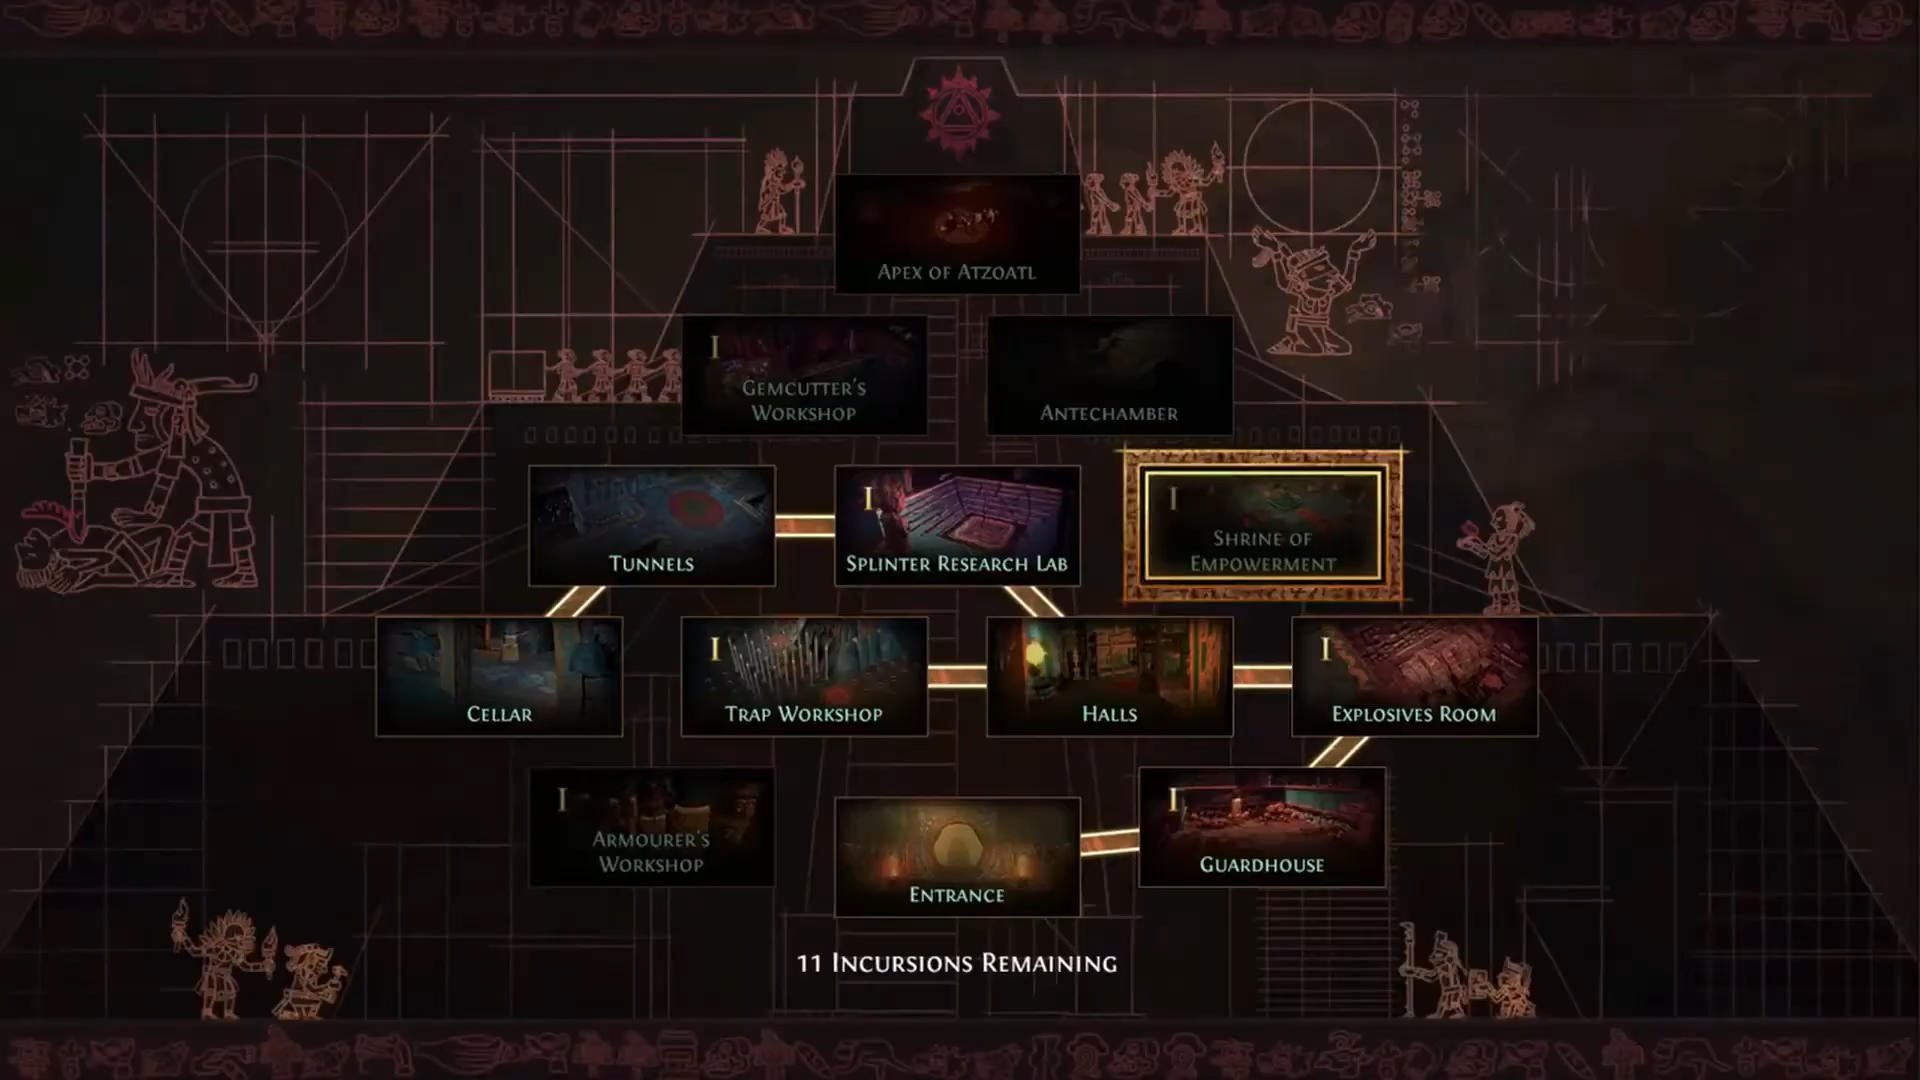 Apex of Atzoatl
I
Gemcutter's
Workshop
Antechamber
Tunnels
I
Splinter Research Lab
I
Shrine of
Empowerment
Cellar
I
Trap Workshop
Halls
I
Explosives Room
I
Armourer's
Workshop
Entrance
I
Guardhouse
11 Incursions Remaining